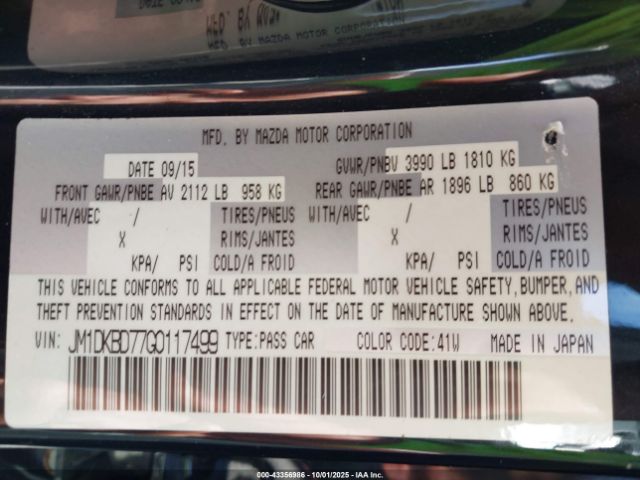 MFD. BY MAZDA MOTOR CORPORATION
DATE 09/15 GVWR/PNBV 3990 LB 1810 KG
FRONT GAWR/PNBE AV 2112 LB 958 KG REAR GAWR/PNBE AR 1896 LB 860 KG
WITH/AVEC / TIRES/PNEUS WITH/AVEC / TIRES/PNEUS
X RIMS/JANTES X RIMS/JANTES
KPA/ PSI COLD/A FROID KPA/ PSI COLD/A FROID
THIS VEHICLE CONFORMS TO ALL APPLICABLE FEDERAL MOTOR VEHICLE SAFETY, BUMPER, AND
THEFT PREVENTION STANDARDS IN EFFECT ON THE DATE OF MANUFACTURE SHOWN ABOVE.
VIN: JM1DKBD77G0117499 TYPE:PASS CAR COLOR CODE:41W MADE IN JAPAN
000-43356986 - 10/01/2025 - IAA Inc.